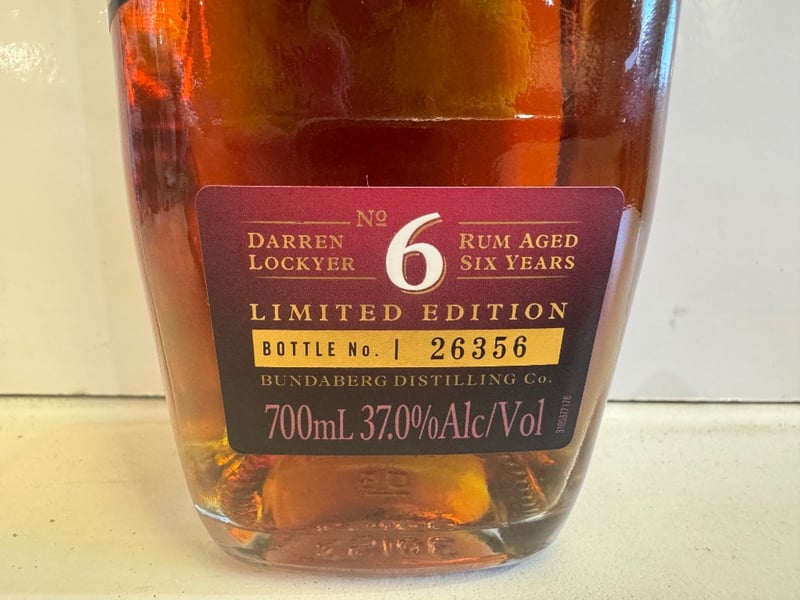 No
6
DARREN LOCKYER
RUM AGED SIX YEARS
LIMITED EDITION
BOTTLE No. | 26356
BUNDABERG DISTILLING Co.
700mL 37.0%Alc/Vol